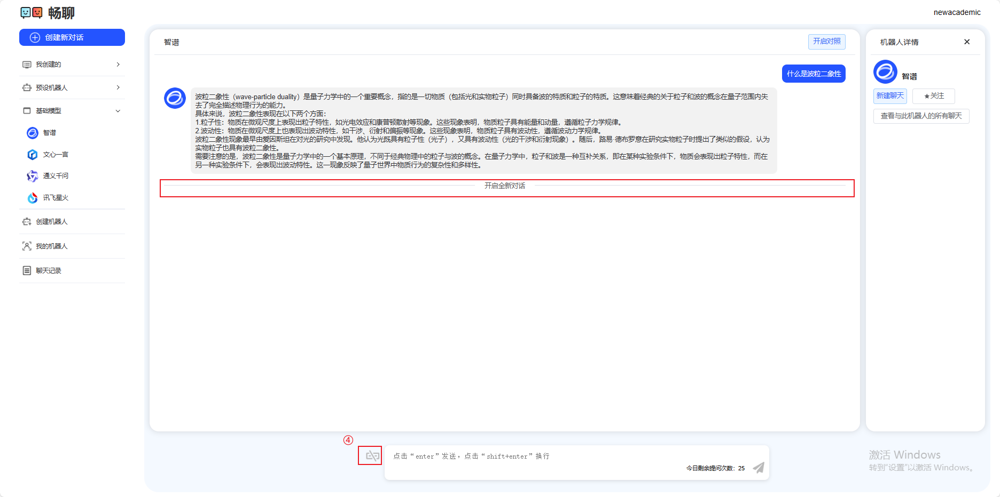 畅聊
newacademic
创建新对话
我创建的
预设机器人
基础模型
智谱
文心一言
通义千问
讯飞星火
创建机器人
我的机器人
聊天记录
智谱
开启对照
什么是波粒二象性
波粒二象性（wave-particle duality）是量子力学中的一个重要概念，指的是一切物质（包括光和实物粒子）同时具备波的特质和粒子的特质。这意味着经典的关于粒子和波的概念在量子范围内失
去了完全描述物理行为的能力。
具体来说，波粒二象性表现在以下两个方面：
1.粒子性：物质在微观尺度上表现出粒子特性，如光电效应和康普顿散射等现象。这些现象表明，物质粒子具有能量和动量，遵循粒子力学规律。
2.波动性：物质在微观尺度上也表现出波动特性，如干涉、衍射和偏振等现象。这些现象表明，物质粒子具有波动性，遵循波动力学规律。
波粒二象性现象最早由爱因斯坦在对光的研究中发现。他认为光既具有粒子性（光子），又具有波动性（光的干涉和衍射现象）。随后，路易·德布罗意在研究实物粒子时提出了类似的假设，认为
实物粒子也具有波粒二象性。
需要注意的是，波粒二象性是量子力学中的一个基本原理，不同于经典物理中的粒子与波的概念。在量子力学中，粒子和波是一种互补关系，即在某种实验条件下，物质会表现出粒子特性，而在
另一种实验条件下，会表现出波动特性。这一现象反映了量子世界中物质行为的复杂性和多样性。
开启全新对话
④
点击“enter”发送，点击“shift+enter”换行
今日剩余提问次数：25
机器人详情
智谱
新建聊天
★关注
查看与此机器人的所有聊天
激活 Windows
转到“设置”以激活 Windows。